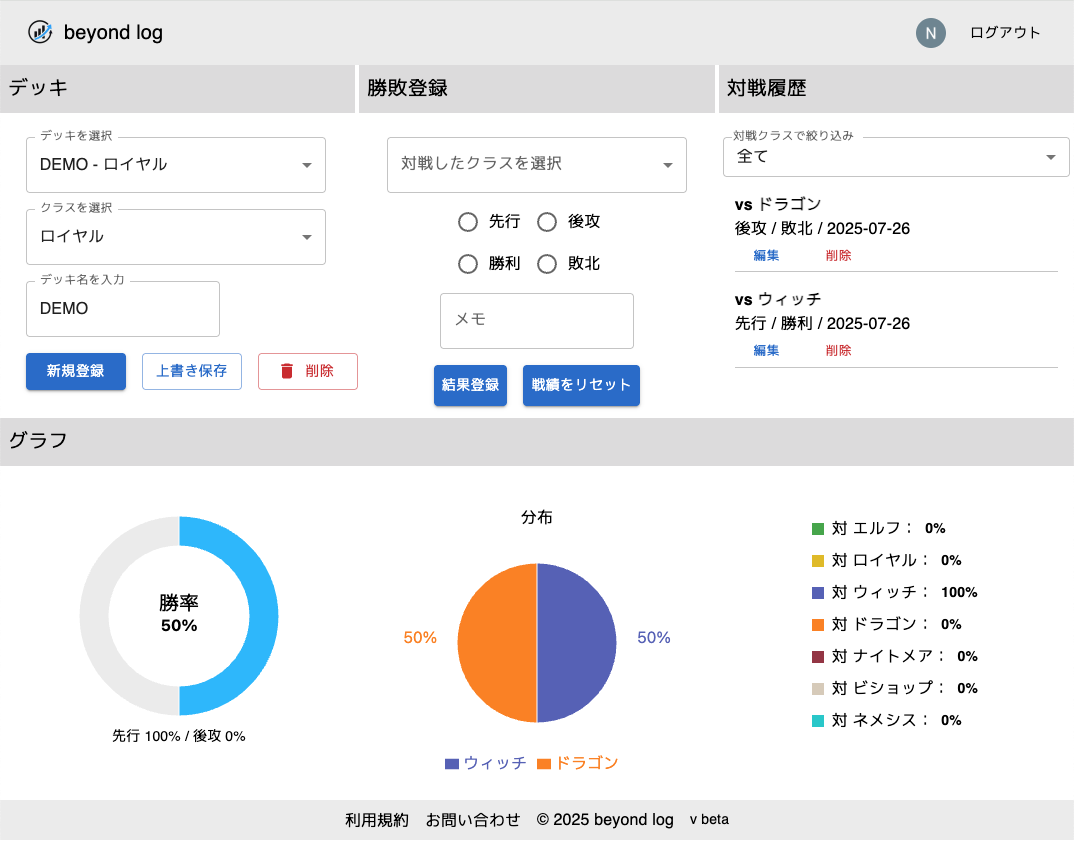 beyond log
N
ログアウト
デッキ
デッキを選択
DEMO - ロイヤル
クラスを選択
ロイヤル
デッキ名を入力
DEMO
新規登録
上書き保存
削除
勝敗登録
対戦したクラスを選択
先行
後攻
勝利
敗北
メモ
結果登録
戦績をリセット
対戦履歴
対戦クラスで絞り込み
全て
vs ドラゴン
後攻 / 敗北 / 2025-07-26
編集
削除
vs ウィッチ
先行 / 勝利 / 2025-07-26
編集
削除
グラフ
勝率
50%
先行 100% / 後攻 0%
分布
50%
50%
ウィッチ
ドラゴン
対 エルフ： 0%
対 ロイヤル： 0%
対 ウィッチ： 100%
対 ドラゴン： 0%
対 ナイトメア： 0%
対 ビショップ： 0%
対 ネメシス： 0%
利用規約 お問い合わせ © 2025 beyond log v beta